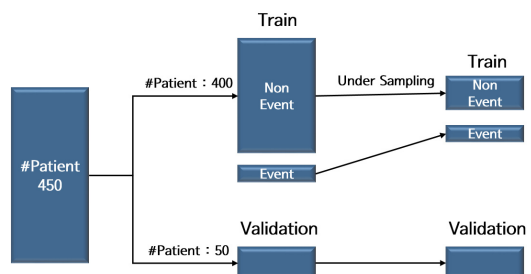 Train
#Patient : 400
Non
Event
Under Sampling
Train
Non
Event
Event
Event
#Patient
450
#Patient : 50
Validation
Validation